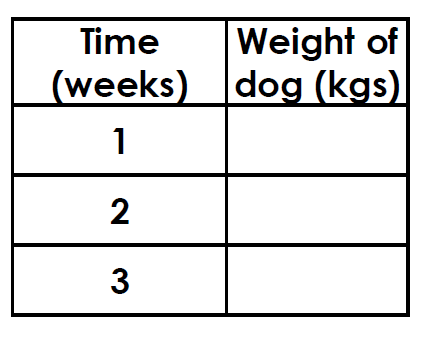 Time
(weeks)
Weight of
dog (kgs)
1
2
3